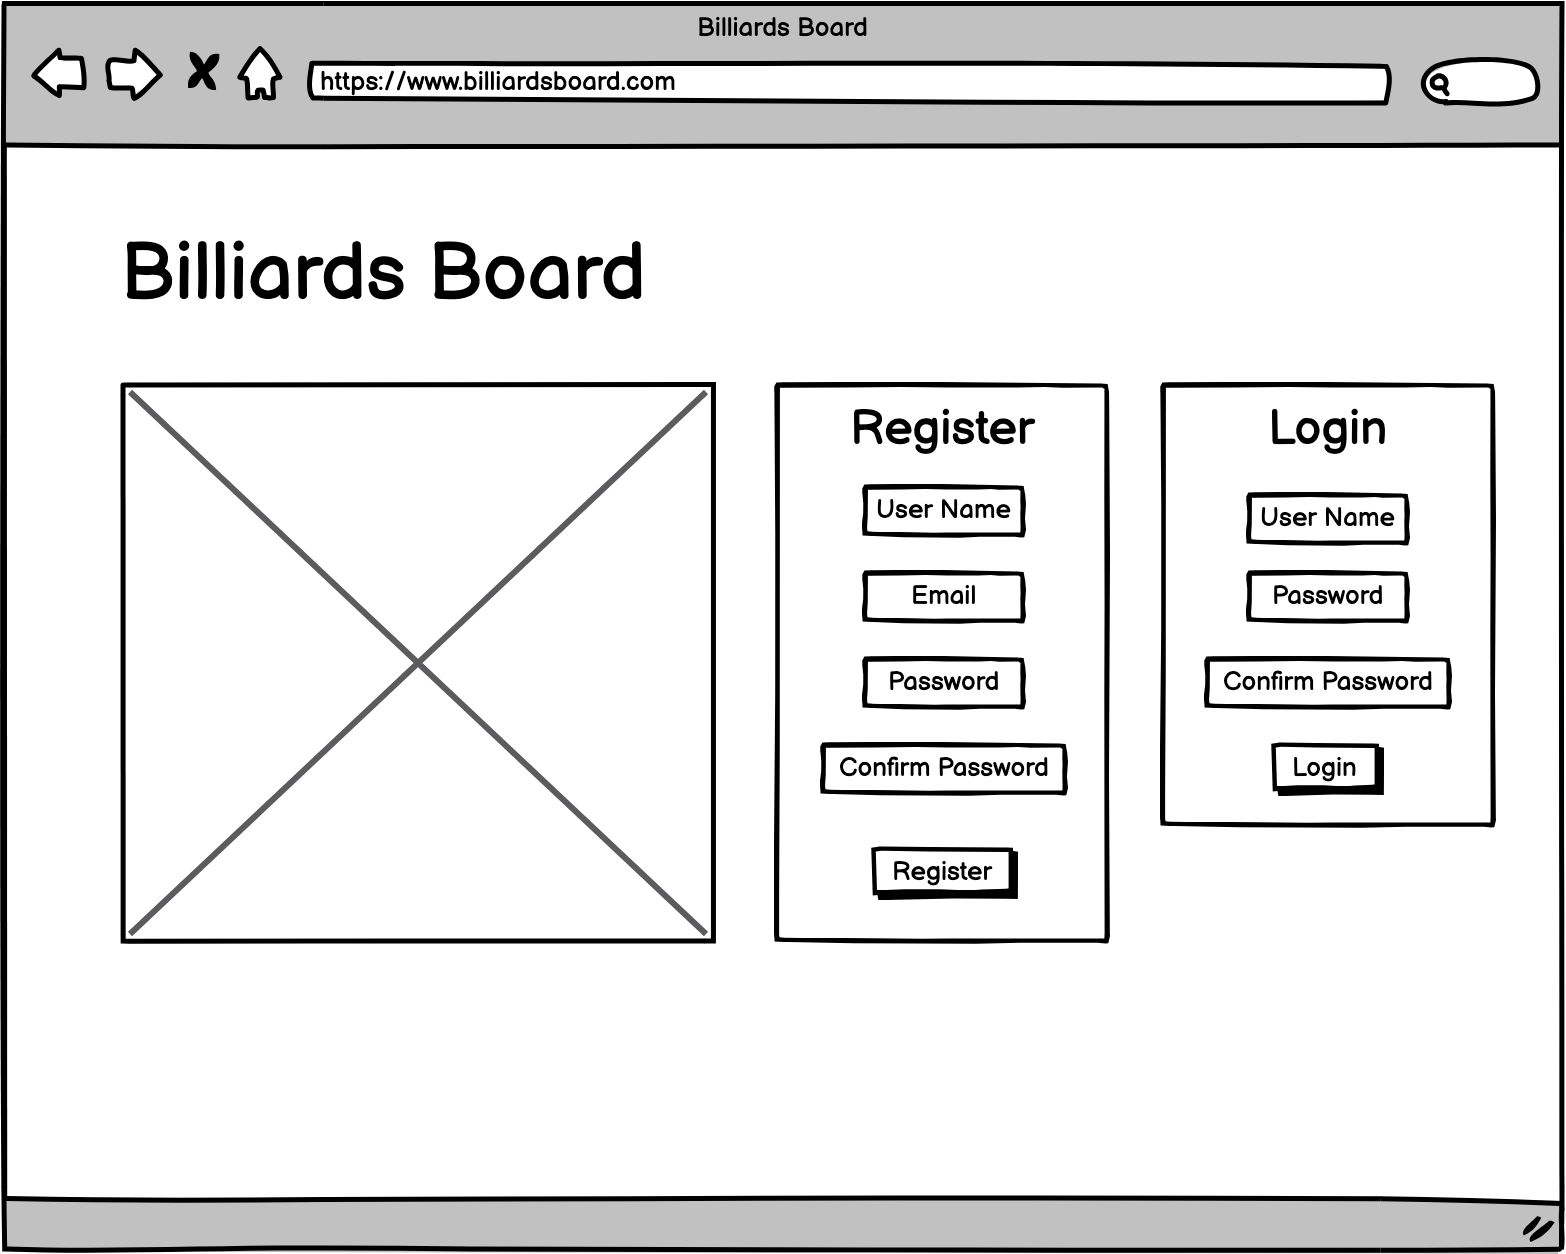 Billiards Board
https://www.billiardsboard.com
Billiards Board
Register
User Name
Email
Password
Confirm Password
Register
Login
User Name
Password
Confirm Password
Login